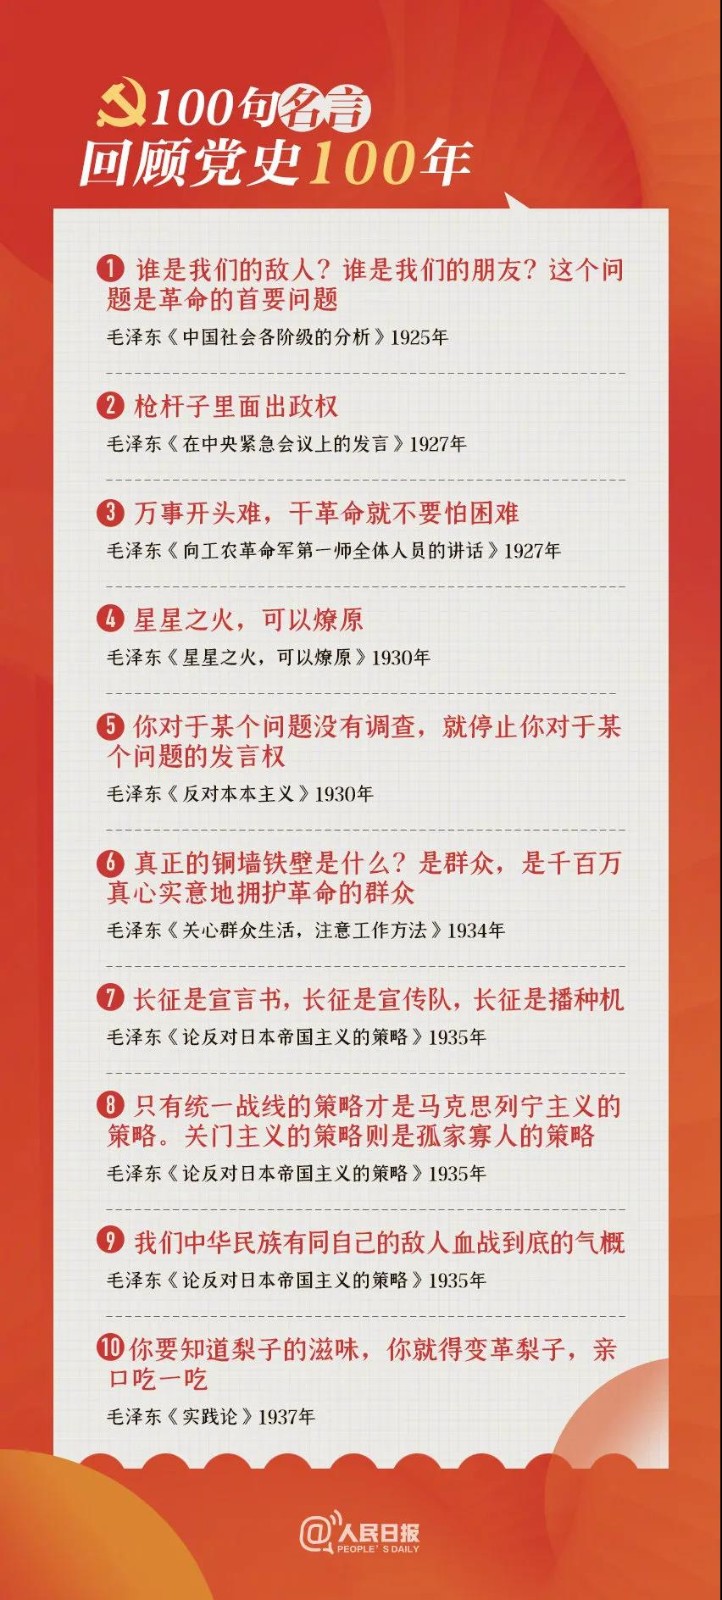 100句名言
回顾党史100年
1 谁是我们的敌人？谁是我们的朋友？这个问
题是革命的首要问题
毛泽东《中国社会各阶级的分析》1925年
2 枪杆子里面出政权
毛泽东《在中央紧急会议上的发言》1927年
3 万事开头难，干革命就不要怕困难
毛泽东《向工农革命军第一师全体人员的讲话》1927年
4 星星之火，可以燎原
毛泽东《星星之火，可以燎原》1930年
5 你对于某个问题没有调查，就停止你对于某
个问题的发言权
毛泽东《反对本本主义》1930年
6 真正的铜墙铁壁是什么？是群众，是千百万
真心实意地拥护革命的群众
毛泽东《关心群众生活，注意工作方法》1934年
7 长征是宣言书，长征是宣传队，长征是播种机
毛泽东《论反对日本帝国主义的策略》1935年
8 只有统一战线的策略才是马克思列宁主义的
策略。关门主义的策略则是孤家寡人的策略
毛泽东《论反对日本帝国主义的策略》1935年
9 我们中华民族有同自己的敌人血战到底的气概
毛泽东《论反对日本帝国主义的策略》1935年
10 你要知道梨子的滋味，你就得变革梨子，亲
口吃一吃
毛泽东《实践论》1937年
@人民日报
PEOPLE'S DAILY